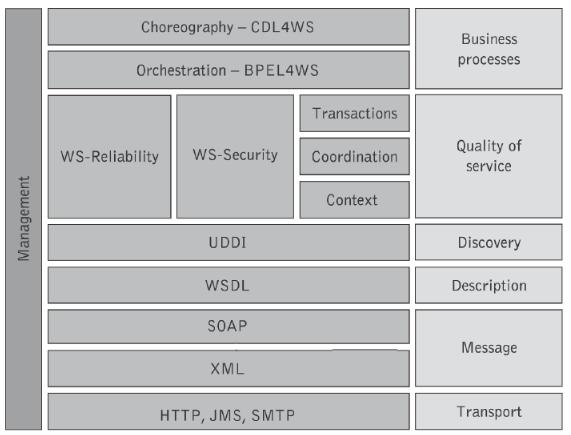 Management
Choreography – CDL4WS
Orchestration – BPEL4WS
Business
processes
WS-Reliability
WS-Security
Transactions
Coordination
Context
Quality of
service
UDDI
Discovery
WSDL
Description
SOAP
XML
Message
HTTP, JMS, SMTP
Transport